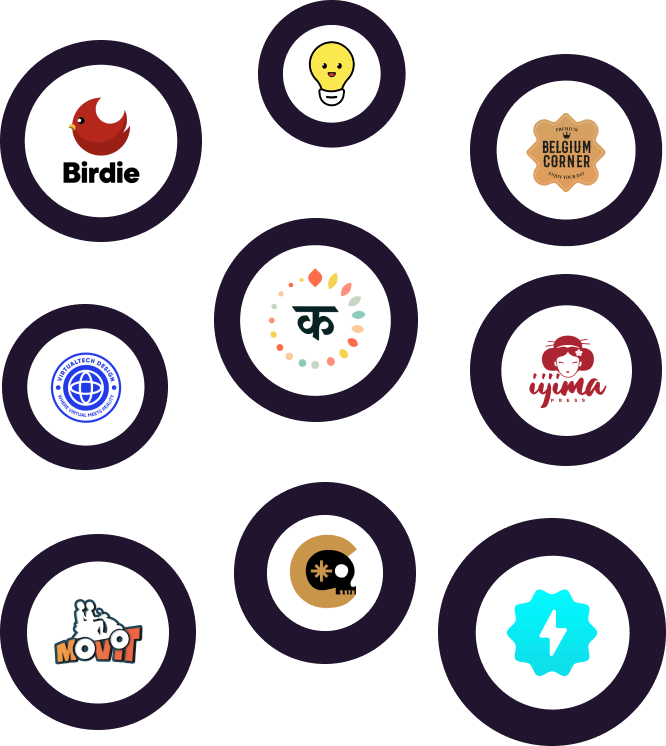 Birdie
PREMIUM
BELGIUM
CORNER
ENJOY YOUR DAY
क
VIRTUALTECH DESIGN
WHERE VIRTUAL MEETS REALITY
iyima
PRESS
MOVIT